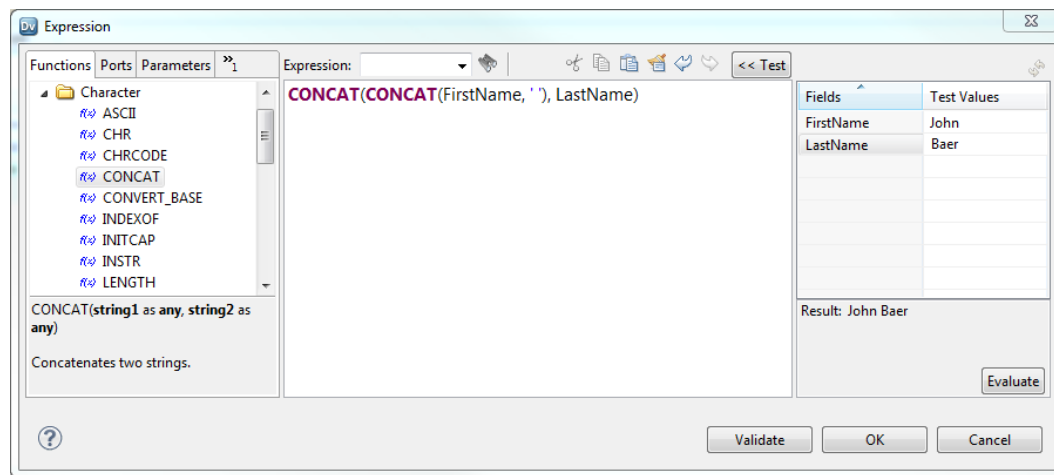 Dv Expression
Functions Ports Parameters »1
Character
f(x) ASCII
f(x) CHR
f(x) CHRCODE
f(x) CONCAT
f(x) CONVERT_BASE
f(x) INDEXOF
f(x) INITCAP
f(x) INSTR
f(x) LENGTH
CONCAT(string1 as any, string2 as
any)
Concatenates two strings.
Expression: << Test
CONCAT(CONCAT(FirstName, ' '), LastName)
Fields Test Values
FirstName John
LastName Baer
Result: John Baer
Evaluate
? Validate OK Cancel